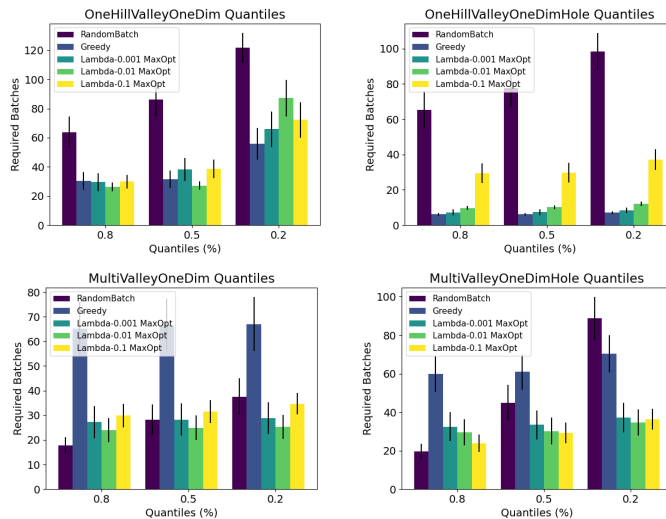 OneHillValleyOneDim Quantiles
120
100
80
60
40
20
0
Required Batches
RandomBatch
Greedy
Lambda-0.001 MaxOpt
Lambda-0.01 MaxOpt
Lambda-0.1 MaxOpt
0.8 0.5 0.2
Quantiles (%)
OneHillValleyOneDimHole Quantiles
100
80
60
40
20
0
Required Batches
RandomBatch
Greedy
Lambda-0.001 MaxOpt
Lambda-0.01 MaxOpt
Lambda-0.1 MaxOpt
0.8 0.5 0.2
Quantiles (%)
MultiValleyOneDim Quantiles
80
70
60
50
40
30
20
10
0
Required Batches
RandomBatch
Greedy
Lambda-0.001 MaxOpt
Lambda-0.01 MaxOpt
Lambda-0.1 MaxOpt
0.8 0.5 0.2
Quantiles (%)
MultiValleyOneDimHole Quantiles
100
80
60
40
20
0
Required Batches
RandomBatch
Greedy
Lambda-0.001 MaxOpt
Lambda-0.01 MaxOpt
Lambda-0.1 MaxOpt
0.8 0.5 0.2
Quantiles (%)